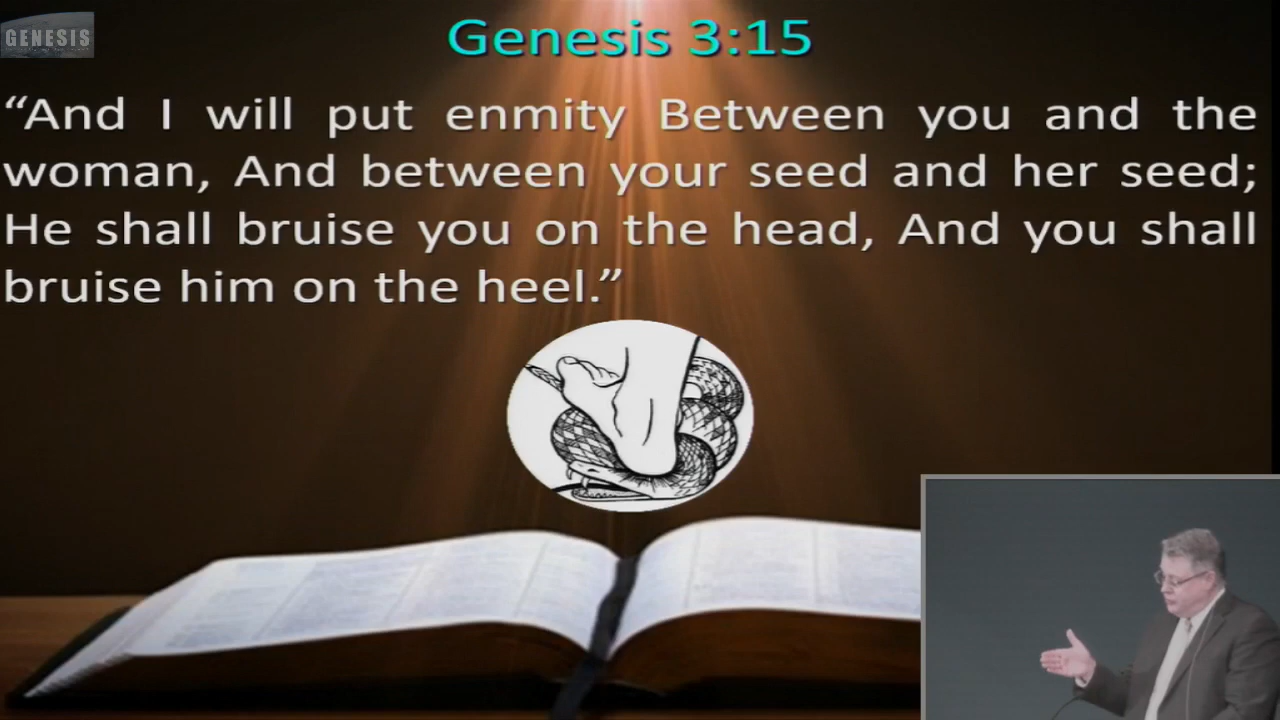 GENESIS
Genesis 3:15
“And I will put enmity Between you and the
woman, And between your seed and her seed;
He shall bruise you on the head, And you shall
bruise him on the heel.”